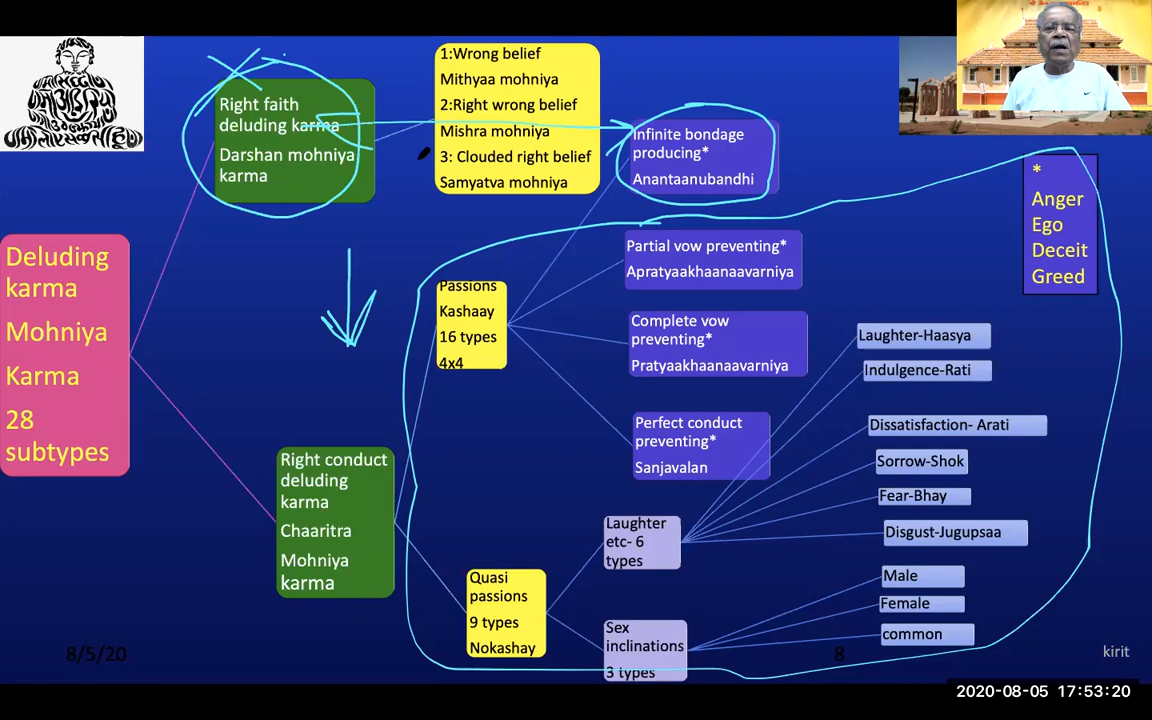 Right faith
deluding karma
Darshan mohniya
karma
1:Wrong belief
Mithyaa mohniya
2:Right wrong belief
Mishra mohniya
3: Clouded right belief
Samyatva mohniya
Infinite bondage
producing*
Anantaanubandhi
*
Anger
Ego
Deceit
Greed
Deluding
karma
Mohniya
Karma
28
subtypes
Passions
Kashaay
16 types
4x4
Partial vow preventing*
Apratyaakhaanaavarniya
Complete vow
preventing*
Pratyaakhaanaavarniya
Perfect conduct
preventing*
Sanjavalan
Right conduct
deluding
karma
Chaaritra
Mohniya
karma
Quasi
passions
9 types
Nokashay
Laughter
etc- 6
types
Sex
inclinations
3 types
Laughter-Haasya
Indulgence-Rati
Dissatisfaction- Arati
Sorrow-Shok
Fear-Bhay
Disgust-Jugupsaa
Male
Female
common
8/5/20
8
kirit
2020-08-05 17:53:20